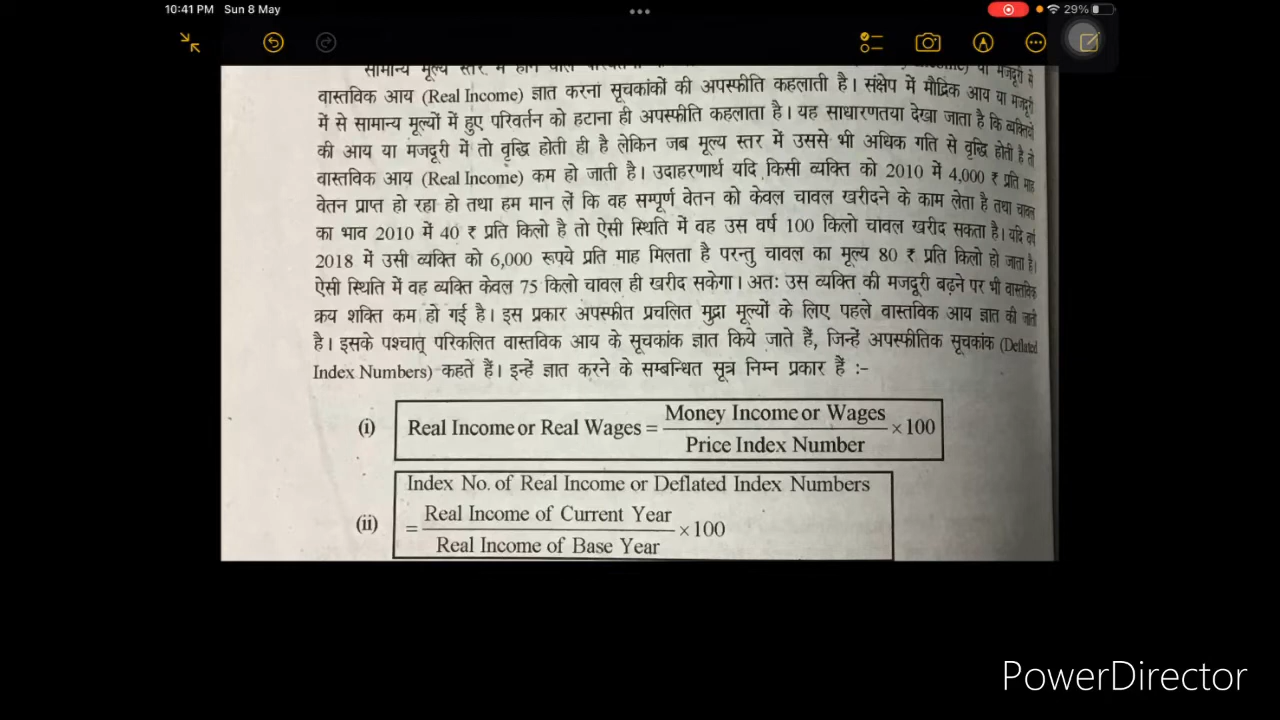 10:41 PM Sun 8 May
29%
सामान्य मूल्य स्तर में होने वाले या मजदूरी में
वास्तविक आय (Real Income) ज्ञात करना सूचकांकों की अपस्फीति कहलाती है। संक्षेप में मौद्रिक आय या मजदूरी
में से सामान्य मूल्यों में हुए परिवर्तन को हटाना ही अपस्फीति कहलाता है। यह साधारणतया देखा जाता है कि व्यक्तियों
की आय या मजदूरी में तो वृद्धि होती ही है लेकिन जब मूल्य स्तर में उससे भी अधिक गति से वृद्धि होती है तो
वास्तविक आय (Real Income) कम हो जाती है। उदाहरणार्थ यदि किसी व्यक्ति को 2010 में 4,000 ₹ प्रति माह
वेतन प्राप्त हो रहा हो तथा हम मान लें कि वह सम्पूर्ण वेतन को केवल चावल खरीदने के काम लेता है तथा चावल
का भाव 2010 में 40 ₹ प्रति किलो है तो ऐसी स्थिति में वह उस वर्ष 100 किलो चावल खरीद सकता है। यदि वर्ष
2018 में उसी व्यक्ति को 6,000 रूपये प्रति माह मिलता है परन्तु चावल का मूल्य 80 ₹ प्रति किलो हो जाता है।
ऐसी स्थिति में वह व्यक्ति केवल 75 किलो चावल ही खरीद सकेगा। अतः उस व्यक्ति की मजदूरी बढ़ने पर भी वास्तविक
क्रय शक्ति कम हो गई है। इस प्रकार अपस्फीत प्रचलित मुद्रा मूल्यों के लिए पहले वास्तविक आय ज्ञात की जाती
है। इसके पश्चात् परिकलित वास्तविक आय के सूचकांक ज्ञात किये जाते हैं, जिन्हें अपस्फीतिक सूचकांक (Deflated
Index Numbers) कहते हैं। इन्हें ज्ञात करने के सम्बन्धित सूत्र निम्न प्रकार हैं :-
(i) Real Income or Real Wages = Money Income or Wages / Price Index Number × 100
Index No. of Real Income or Deflated Index Numbers
(ii) = Real Income of Current Year / Real Income of Base Year × 100
PowerDirector